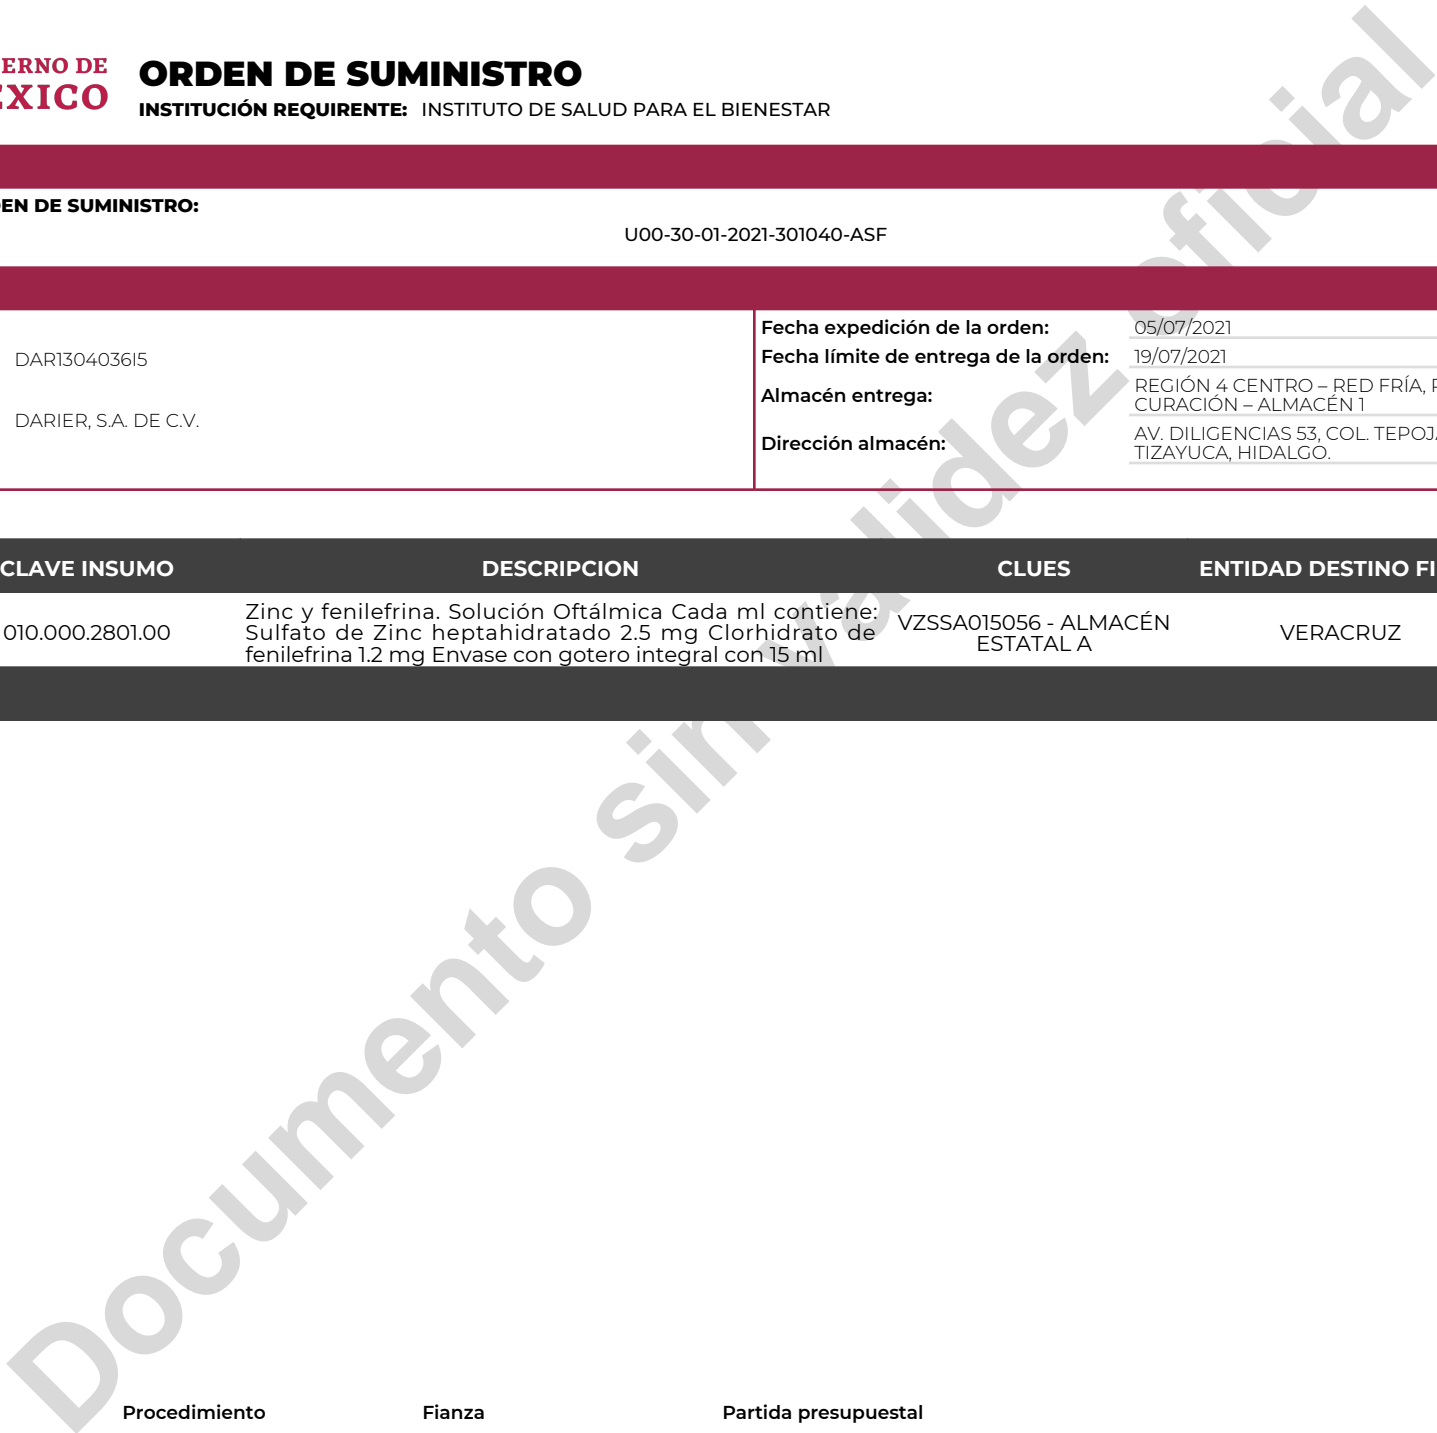 ERNO DE
ÉXICO
ORDEN DE SUMINISTRO
INSTITUCIÓN REQUIRENTE: INSTITUTO DE SALUD PARA EL BIENESTAR
EN DE SUMINISTRO:
U00-30-01-2021-301040-ASF
DAR1304036I5
DARIER, S.A. DE C.V.
Fecha expedición de la orden: 05/07/2021
Fecha límite de entrega de la orden: 19/07/2021
Almacén entrega: REGIÓN 4 CENTRO – RED FRÍA,
CURACIÓN – ALMACÉN 1
Dirección almacén: AV. DILIGENCIAS 53, COL. TEPOJA
TIZAYUCA, HIDALGO.
CLAVE INSUMO DESCRIPCION CLUES ENTIDAD DESTINO FI
010.000.2801.00
Zinc y fenilefrina. Solución Oftálmica Cada ml contiene:
Sulfato de Zinc heptahidratado 2.5 mg Clorhidrato de
fenilefrina 1.2 mg Envase con gotero integral con 15 ml
VZSSA015056 - ALMACÉN
ESTATAL A
VERACRUZ
Documento sin validez oficial
Procedimiento Fianza Partida presupuestal